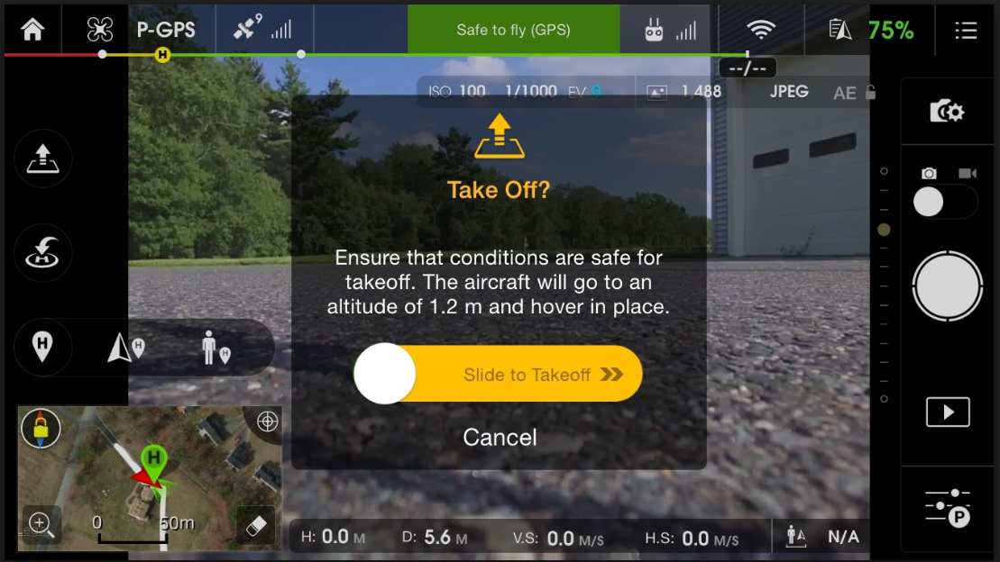 P-GPS
9
Safe to fly (GPS)
75%
H
--/--
ISO 100 1/1000 EV 0
1,488
JPEG
AE
Take Off?
Ensure that conditions are safe for
takeoff. The aircraft will go to an
altitude of 1.2 m and hover in place.
Slide to Takeoff
Cancel
H
H
H
H
H
0
50m
H: 0.0 M
D: 5.6 M
V.S: 0.0 M/S
H.S: 0.0 M/S
N/A
P